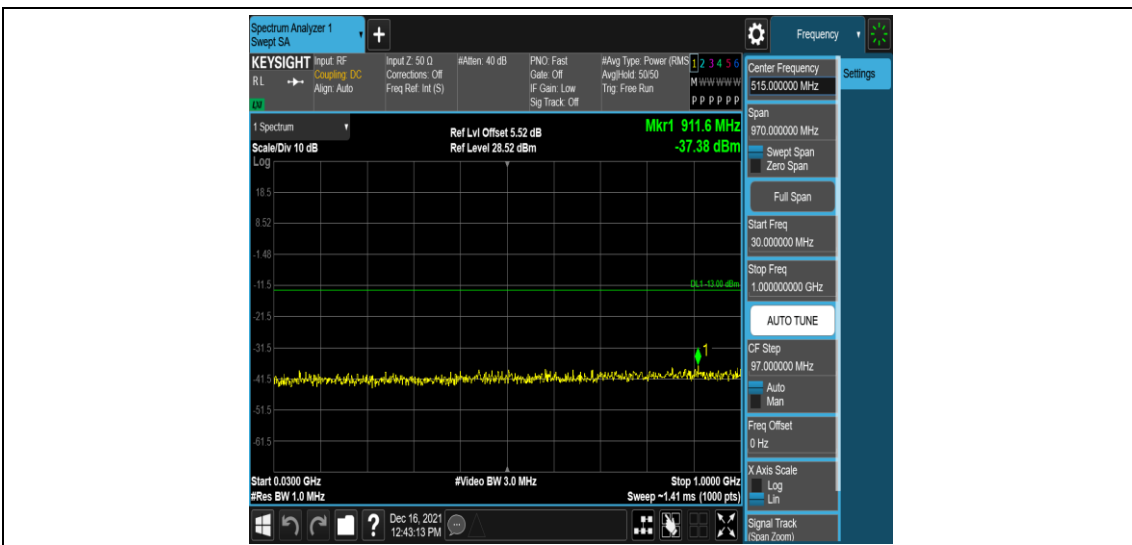 Spectrum Analyzer 1
Swept SA
+
Frequency
KEYSIGHT
RL
LXI
Input: RF
Coupling: DC
Align: Auto
Input Z: 50 Ω
Corrections: Off
Freq Ref: Int (S)
#Atten: 40 dB
PNO: Fast
Gate: Off
IF Gain: Low
Sig Track: Off
#Avg Type: Power (RMS
Avg|Hold: 50/50
Trig: Free Run
1 2 3 4 5 6
M W W W W W
P P P P P P
1 Spectrum
Scale/Div 10 dB
Log
Ref Lvl Offset 5.52 dB
Ref Level 28.52 dBm
Mkr1 911.6 MHz
-37.38 dBm
18.5
8.52
-1.48
-11.5
DL1 -13.00 dBm
-21.5
-31.5
1
-41.5
-51.5
-61.5
Start 0.0300 GHz
#Res BW 1.0 MHz
#Video BW 3.0 MHz
Stop 1.0000 GHz
Sweep ~1.41 ms (1000 pts)
?
Dec 16, 2021
12:43:13 PM
Center Frequency
515.000000 MHz
Settings
Span
970.000000 MHz
Swept Span
Zero Span
Full Span
Start Freq
30.000000 MHz
Stop Freq
1.000000000 GHz
AUTO TUNE
CF Step
97.000000 MHz
Auto
Man
Freq Offset
0 Hz
X Axis Scale
Log
Lin
Signal Track
(Span Zoom)